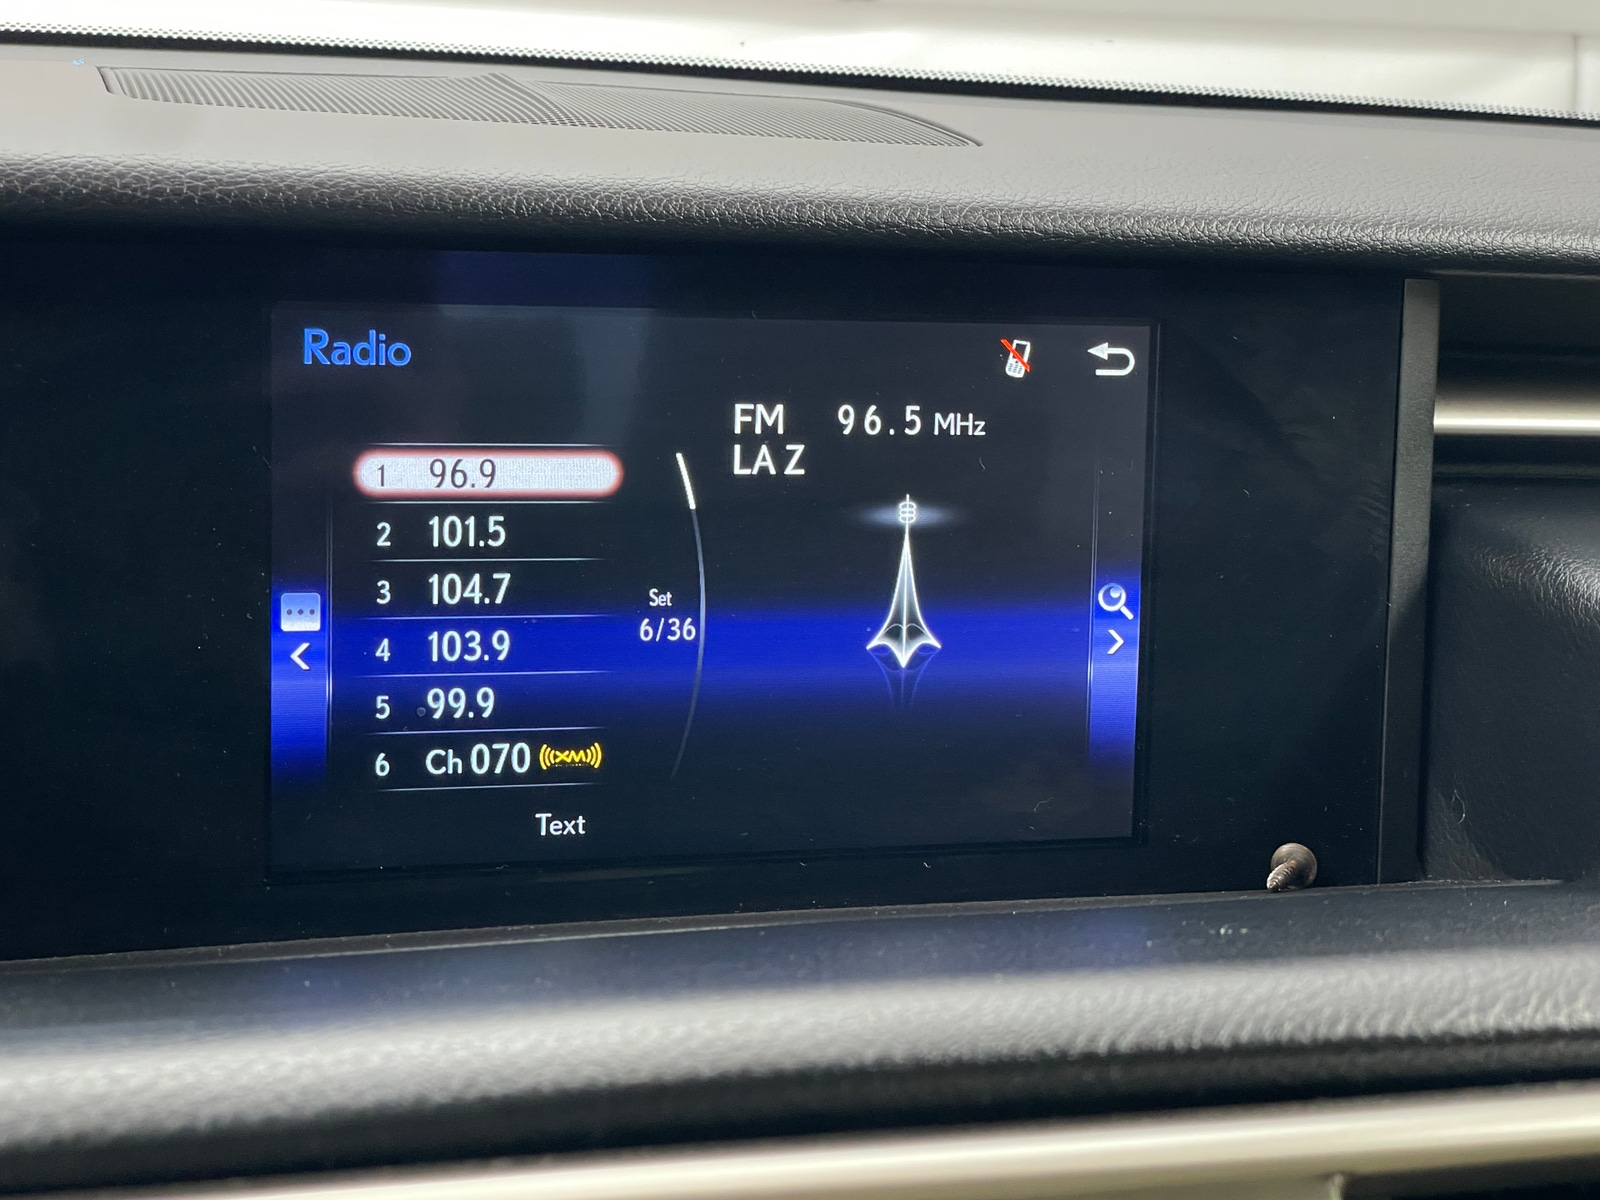 Radio
FM 96.5 MHz
LA Z
1 96.9
2 101.5
3 104.7
4 103.9
5 99.9
6 Ch 070 ((XM))
Set
6/36
Text